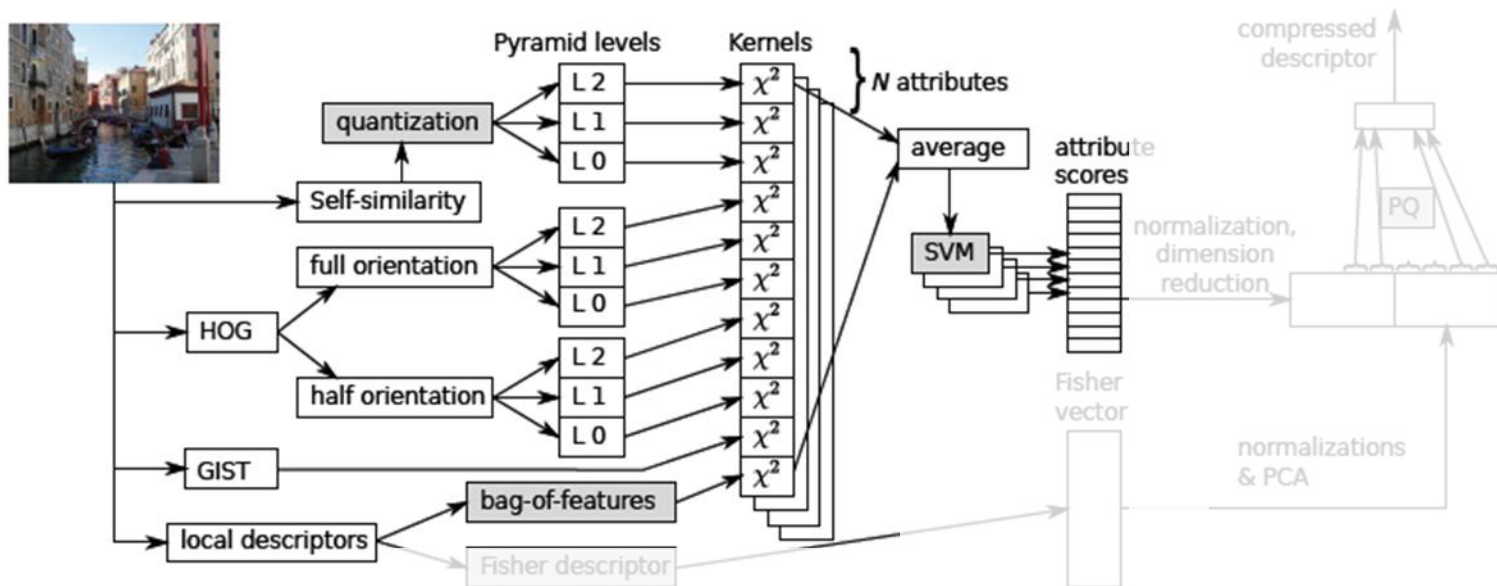 Pyramid levels
Kernels
N attributes
quantization
Self-similarity
L 2
L 1
L 0
full orientation
HOG
half orientation
L 2
L 1
L 0
L 2
L 1
L 0
GIST
local descriptors
bag-of-features
Fisher descriptor
χ²
χ²
χ²
χ²
χ²
χ²
χ²
χ²
χ²
χ²
χ²
average
SVM
attribute
scores
normalization,
dimension
reduction
Fisher
vector
normalizations
& PCA
PQ
compressed
descriptor